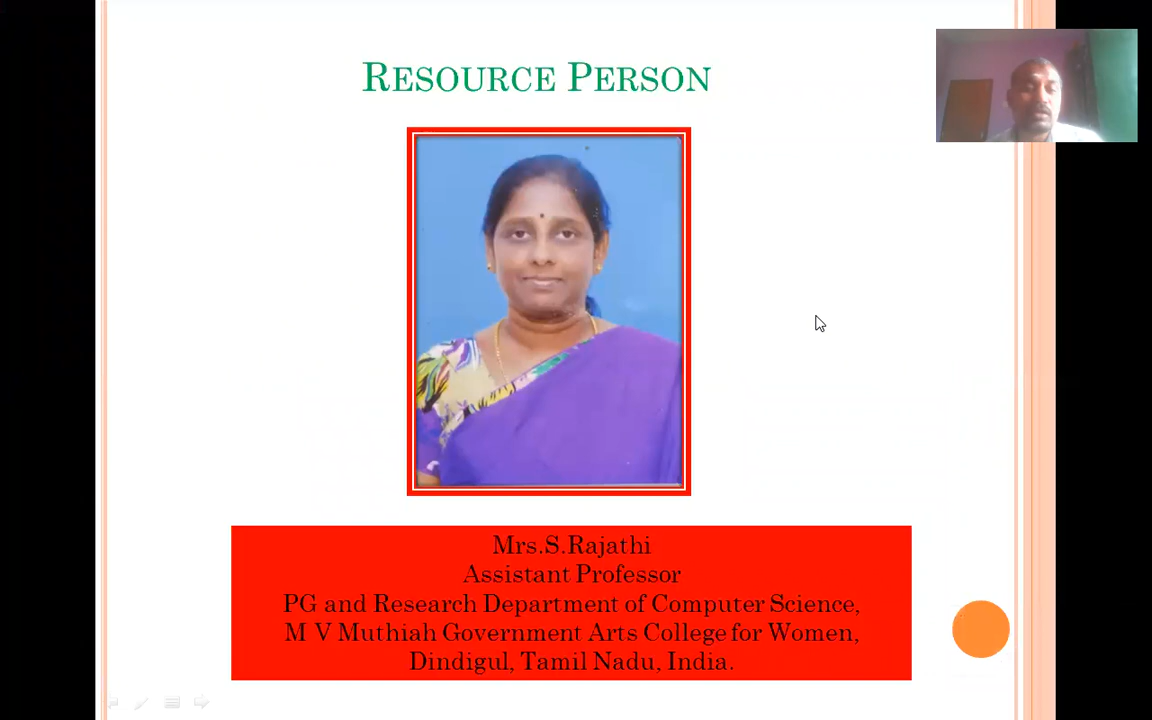 RESOURCE PERSON
Mrs.S.Rajathi
Assistant Professor
PG and Research Department of Computer Science,
M V Muthiah Government Arts College for Women,
Dindigul, Tamil Nadu, India.